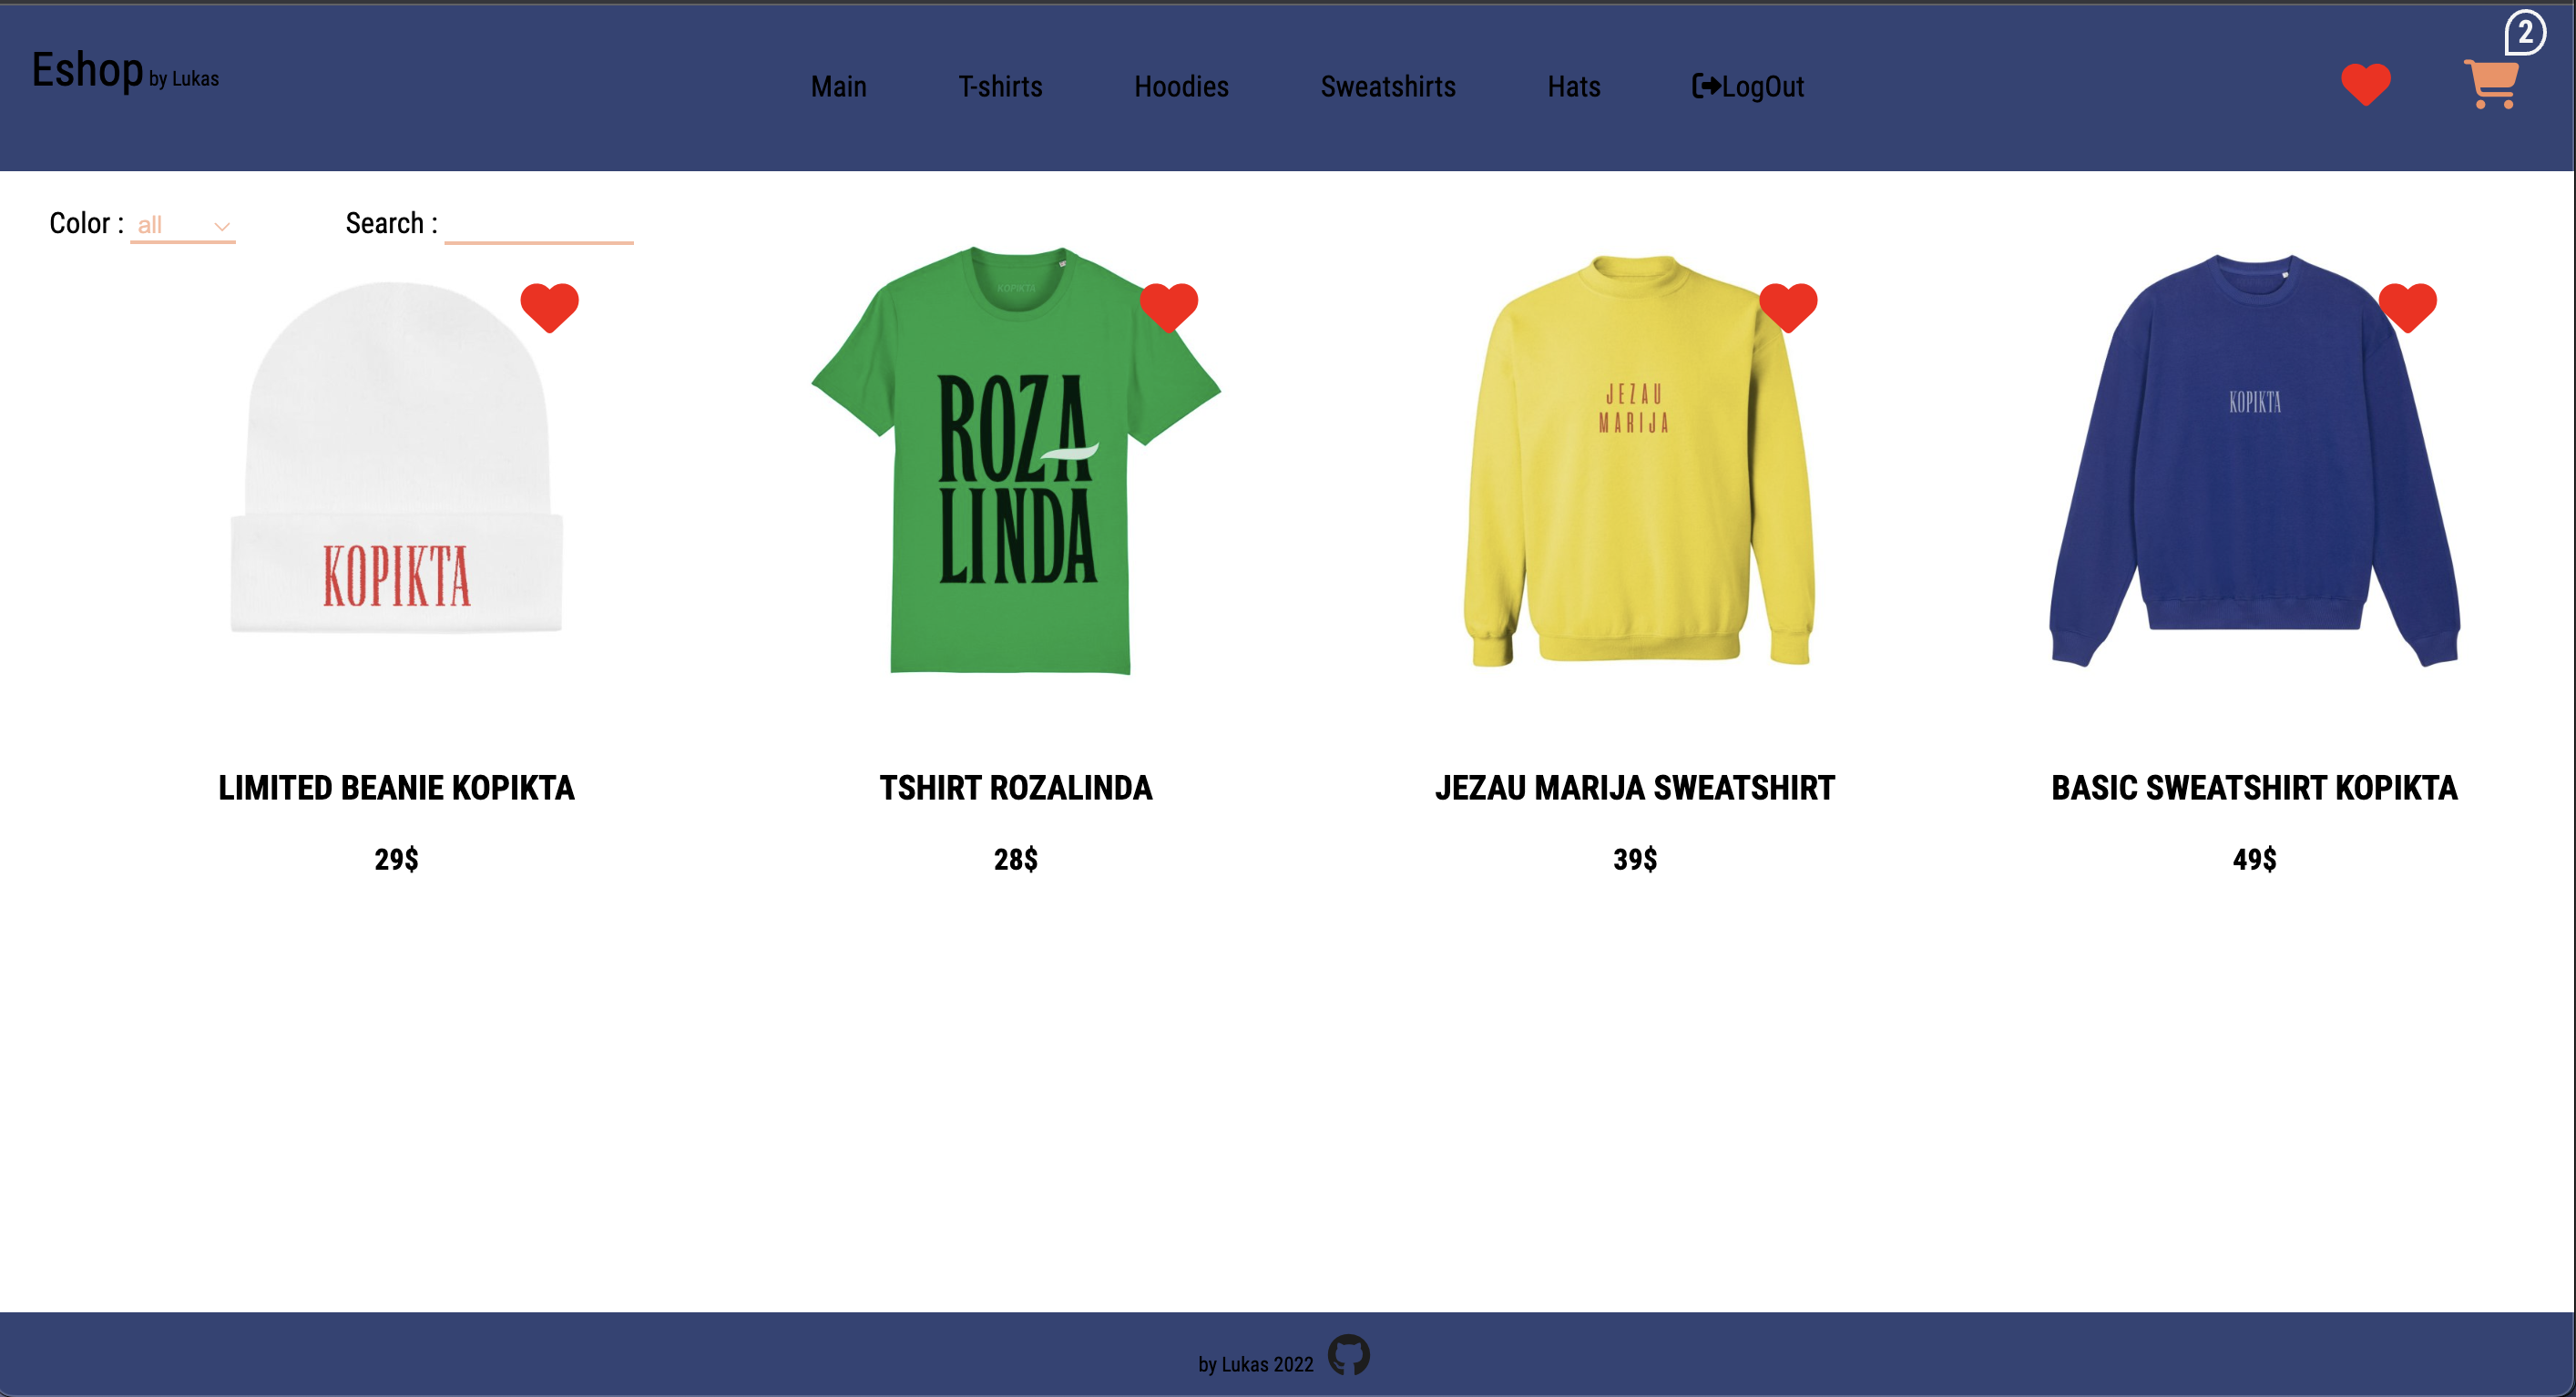 2
Eshop by Lukas
Main T-shirts Hoodies Sweatshirts Hats LogOut
Color : all Search :
KOPIKTA
KOPIKTA
ROZA
LINDA
JEZAU
MARIJA
KOPIKTA
LIMITED BEANIE KOPIKTA
29$
TSHIRT ROZALINDA
28$
JEZAU MARIJA SWEATSHIRT
39$
BASIC SWEATSHIRT KOPIKTA
49$
by Lukas 2022